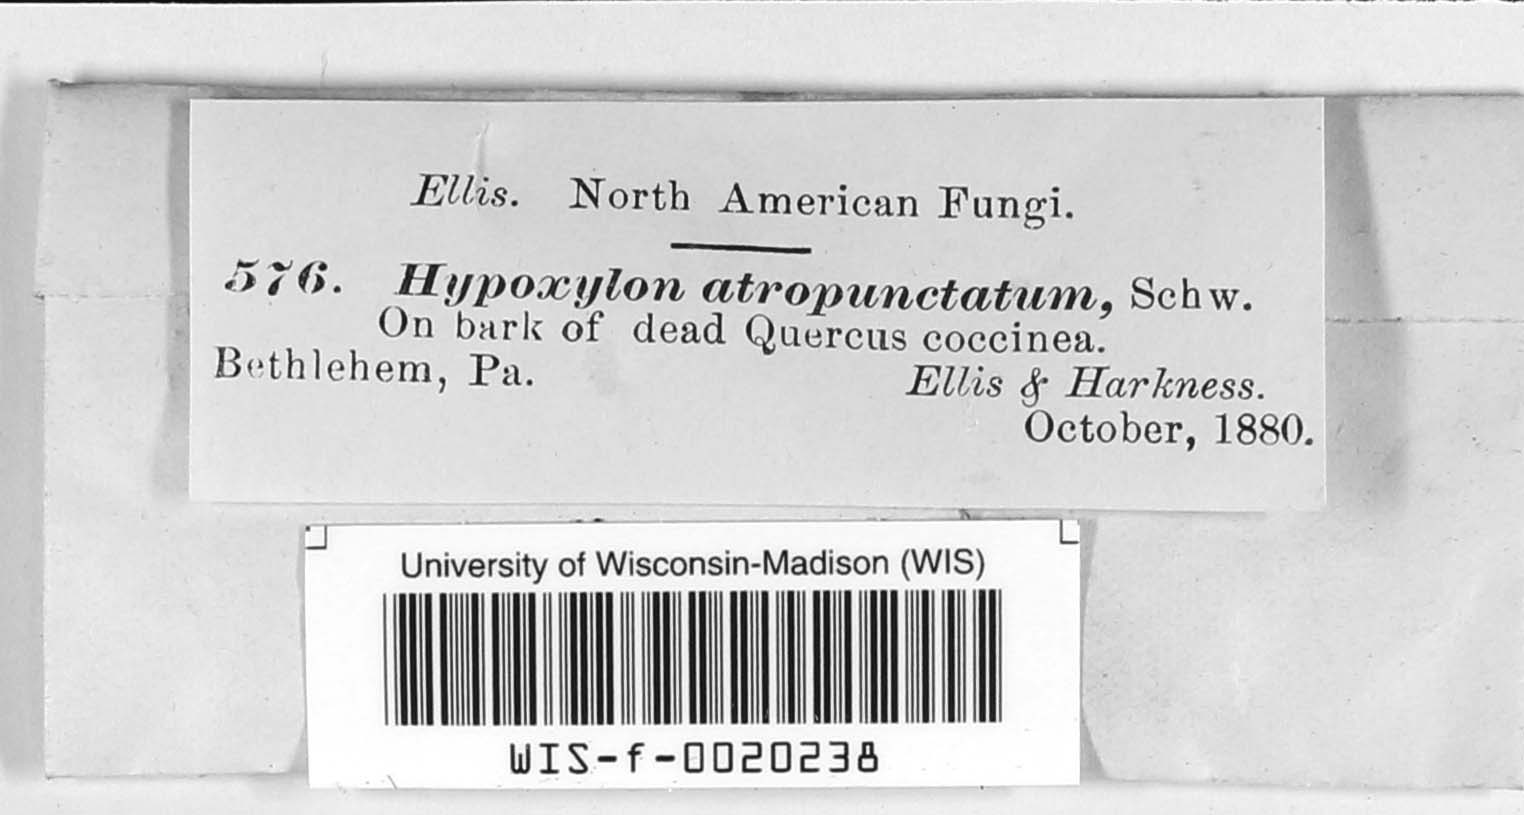 Ellis. North American Fungi.
576. Hypoxylon atropunctatum, Schw.
On bark of dead Quercus coccinea.
Bethlehem, Pa.
Ellis & Harkness.
October, 1880.
University of Wisconsin-Madison (WIS)
WIS-f-0020238